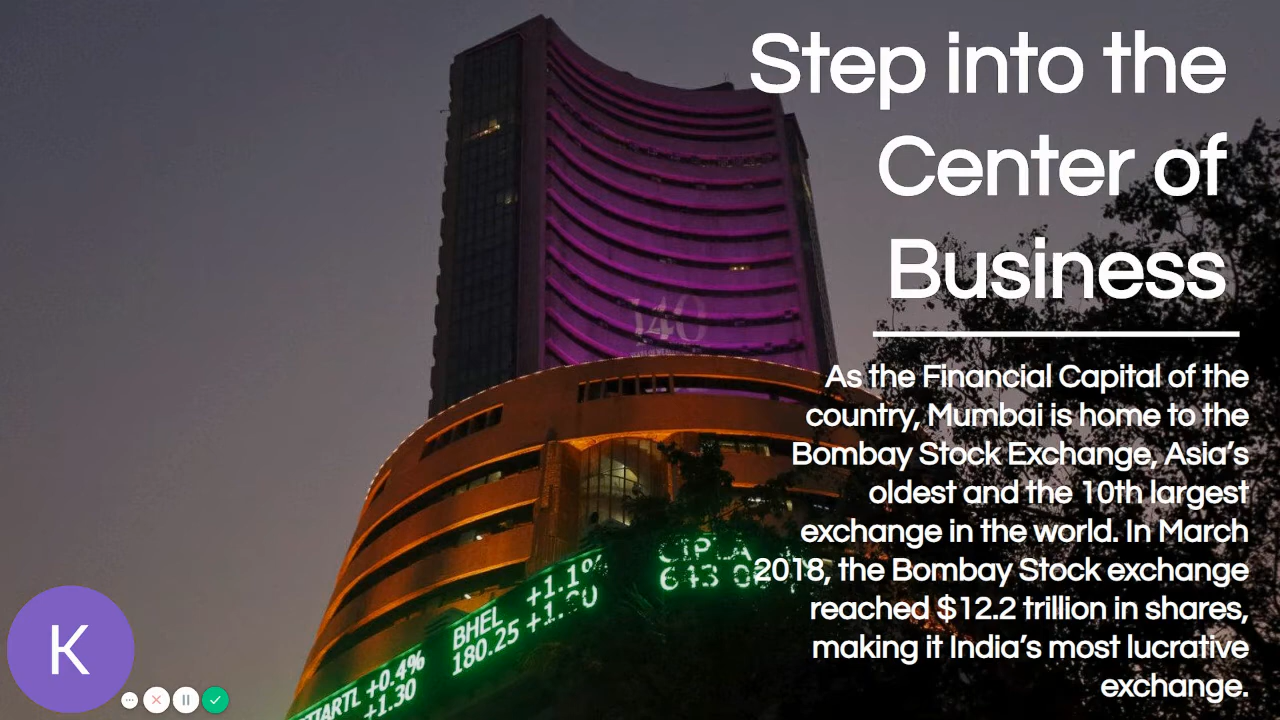 Step into the
Center of
Business
As the Financial Capital of the
country, Mumbai is home to the
Bombay Stock Exchange, Asia’s
oldest and the 10th largest
exchange in the world. In March
2018, the Bombay Stock exchange
reached $12.2 trillion in shares,
making it India’s most lucrative
exchange.
140
CIPLA
BHEL +1.1%
180.25
+0.4%
+1.30
K